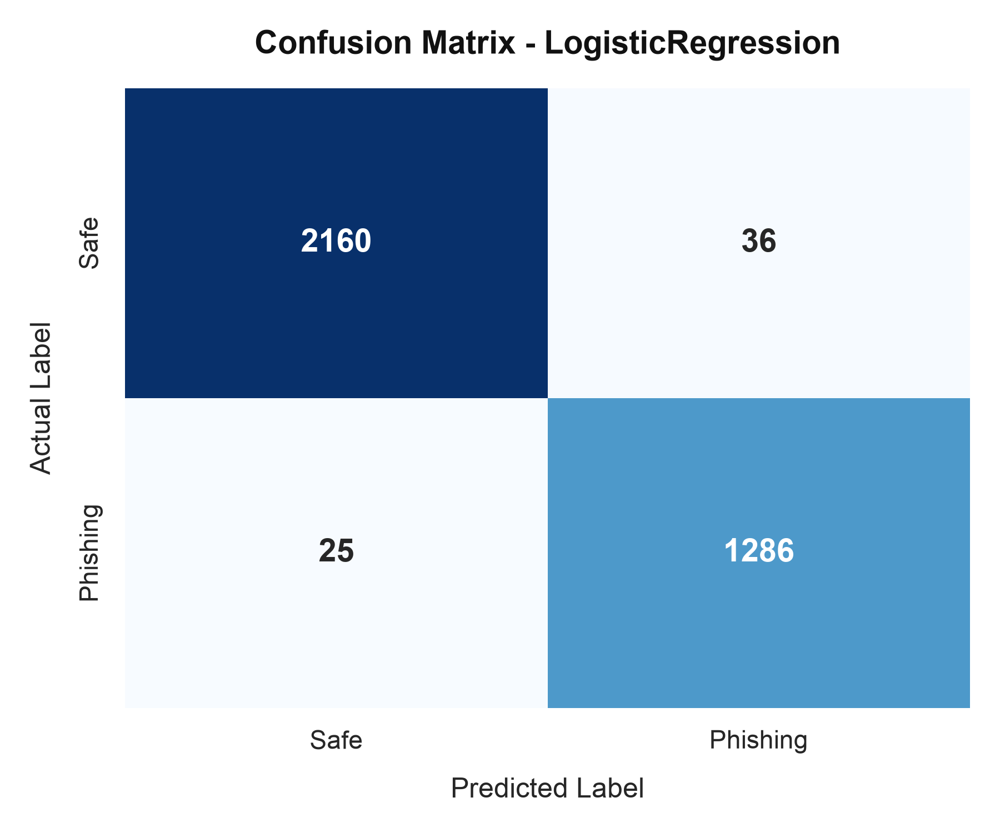 Confusion Matrix - LogisticRegression
Actual Label
Safe
2160
36
Phishing
25
1286
Safe
Phishing
Predicted Label